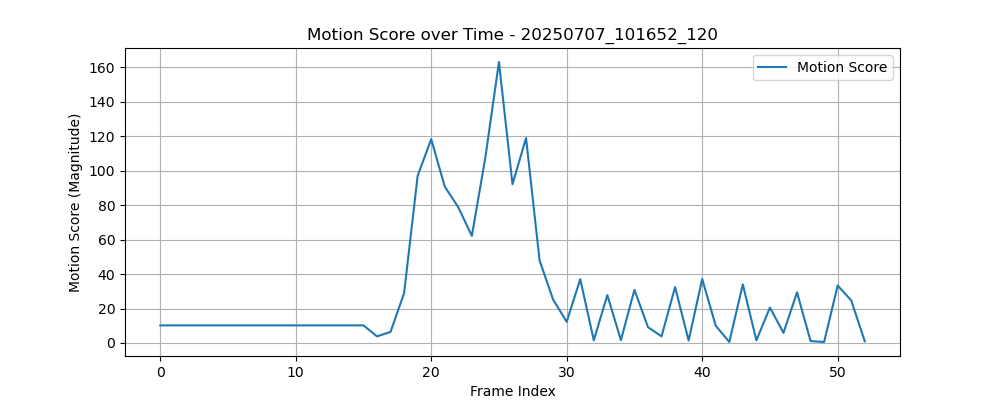 Motion Score over Time - 20250707_101652_120
Motion Score
Motion Score (Magnitude)
160
140
120
100
80
60
40
20
0
0 10 20 30 40 50
Frame Index